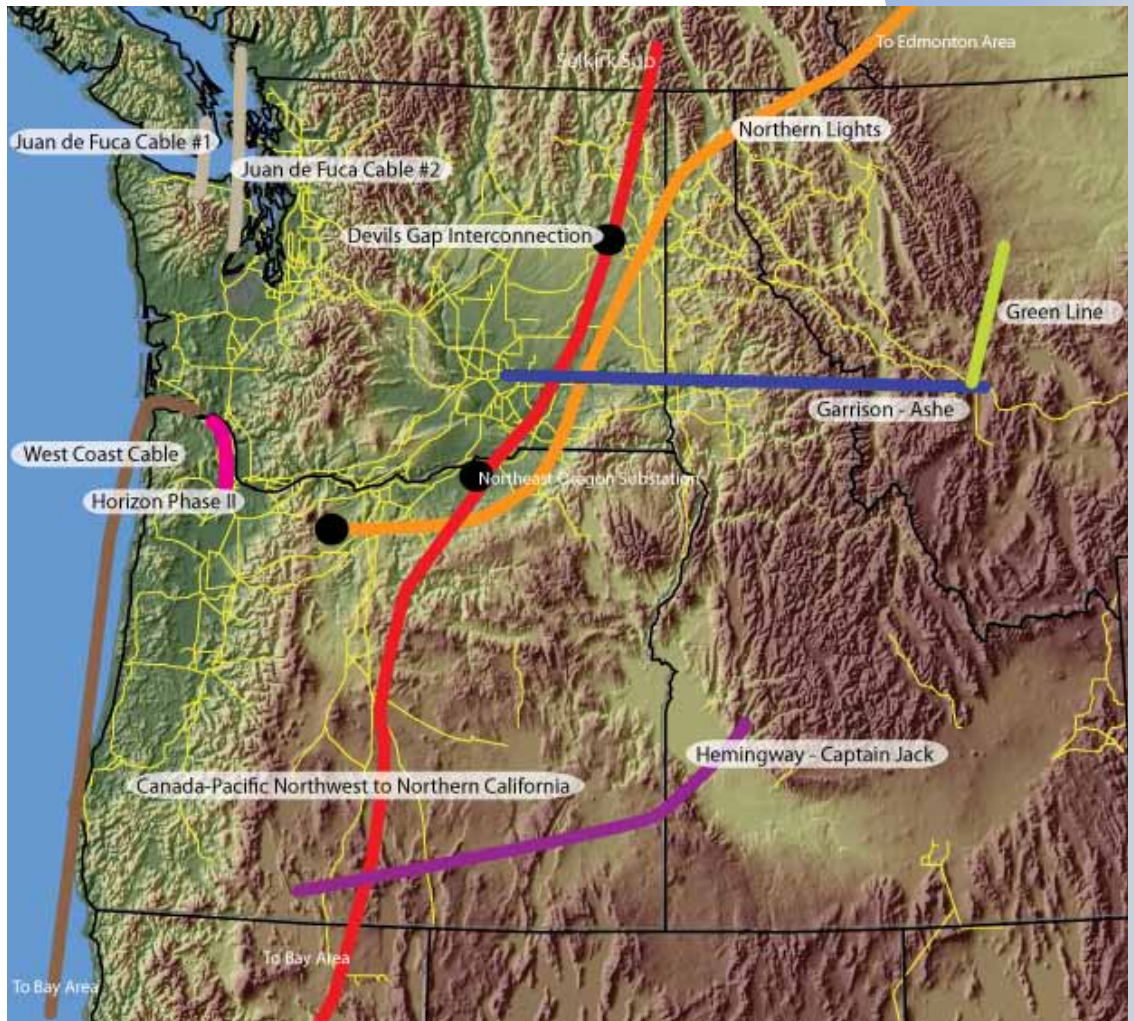 To Edmonton Area
Selkirk Sub
Northern Lights
Juan de Fuca Cable #1
Juan de Fuca Cable #2
Devils Gap Interconnection
Green Line
Garrison - Ashe
West Coast Cable
Northeast Oregon Substation
Horizon Phase II
Hemingway - Captain Jack
Canada-Pacific Northwest to Northern California
To Bay Area
To Bay Area